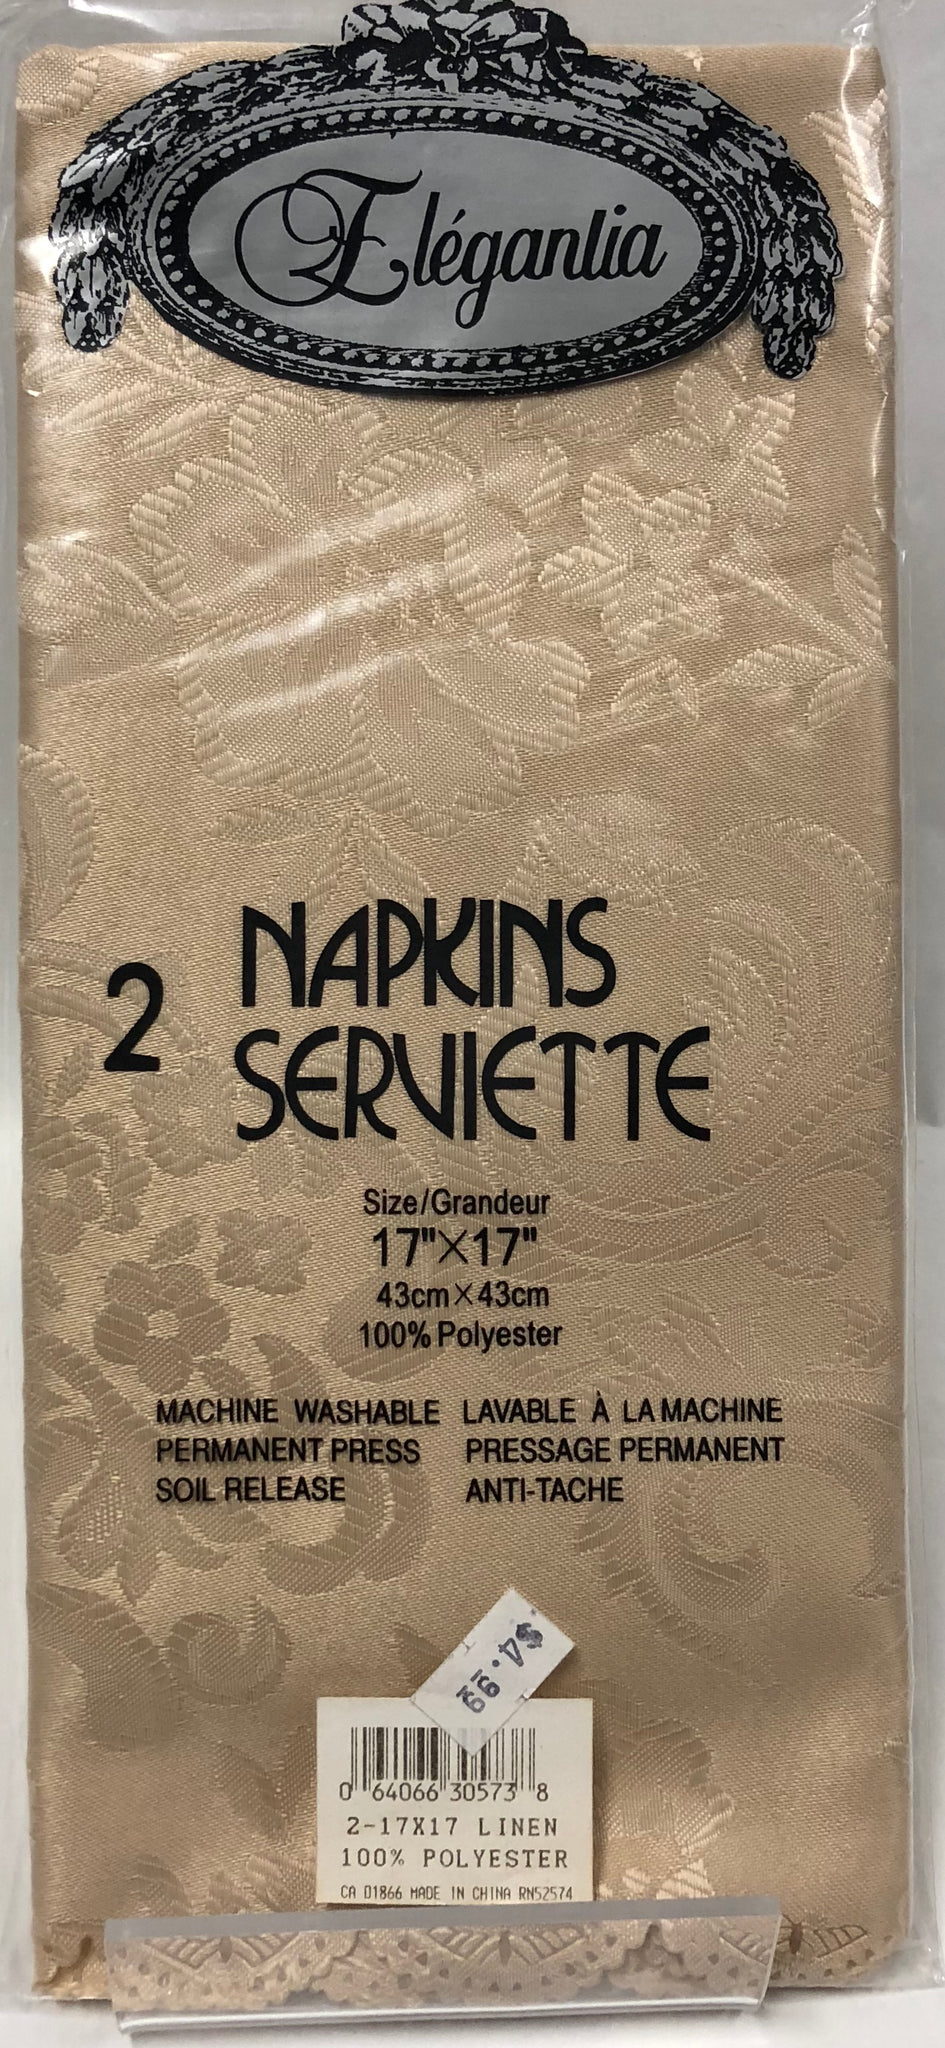 Elégantia
2 NAPKINS
SERVIETTE
Size/Grandeur
17"×17"
43cm×43cm
100% Polyester
MACHINE WASHABLE LAVABLE À LA MACHINE
PERMANENT PRESS PRESSAGE PERMANENT
SOIL RELEASE ANTI-TACHE
$4.99
0 64066 30573 8
2-17X17 LINEN
100% POLYESTER
CA 01866 MADE IN CHINA RN52574